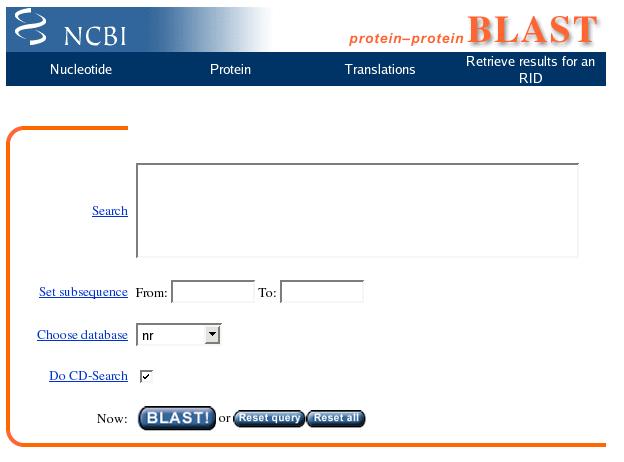 NCBI
protein–protein BLAST
Nucleotide Protein Translations Retrieve results for an
RID
Search
Set subsequence From: To:
Choose database nr
Do CD-Search
Now: BLAST! or Reset query Reset all